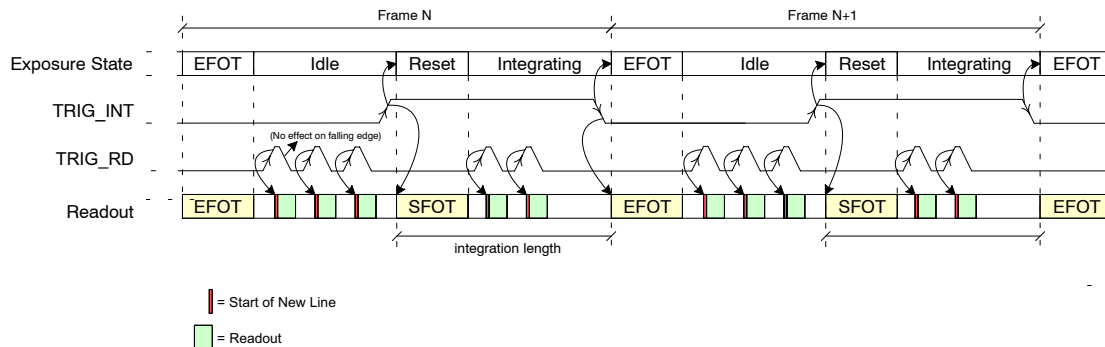 Frame N Frame N+1
Exposure State EFOT Idle Reset Integrating EFOT Idle Reset Integrating EFOT
TRIG_INT
(No effect on falling edge)
TRIG_RD
Readout EFOT SFOT EFOT SFOT EFOT
integration length
= Start of New Line
= Readout